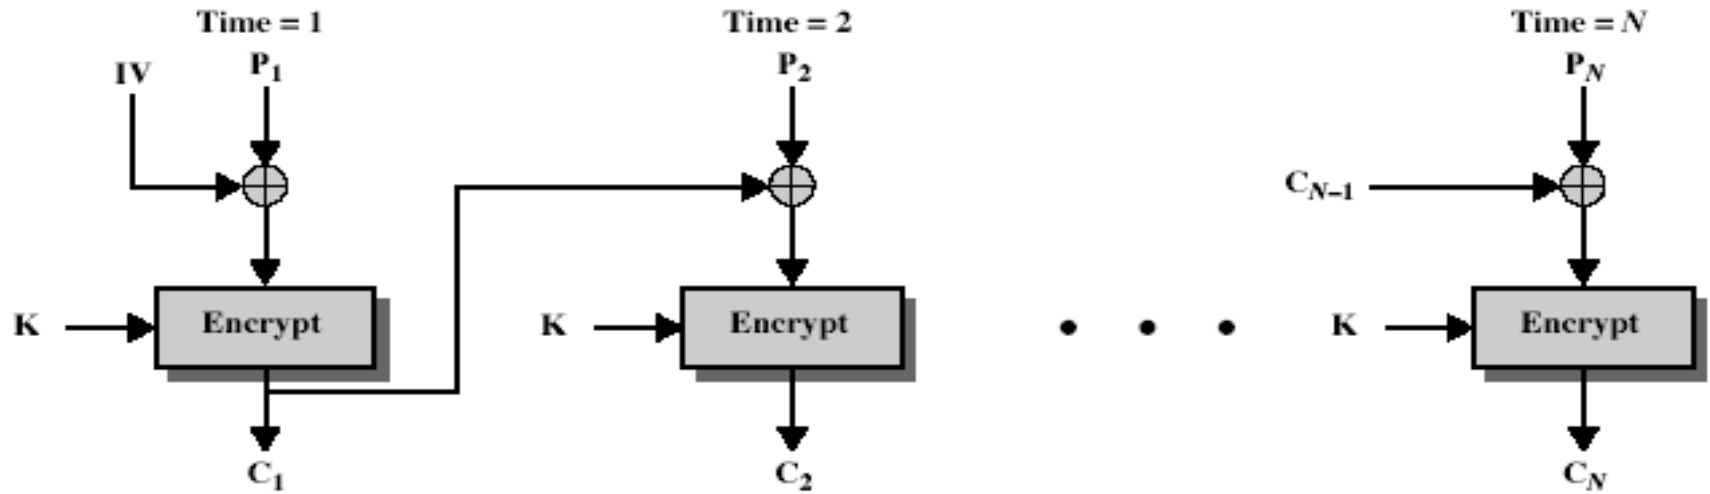 Time = 1
Time = 2
Time = N
IV
P1
P2
PN
CN–1
K
Encrypt
K
Encrypt
K
Encrypt
C1
C2
CN